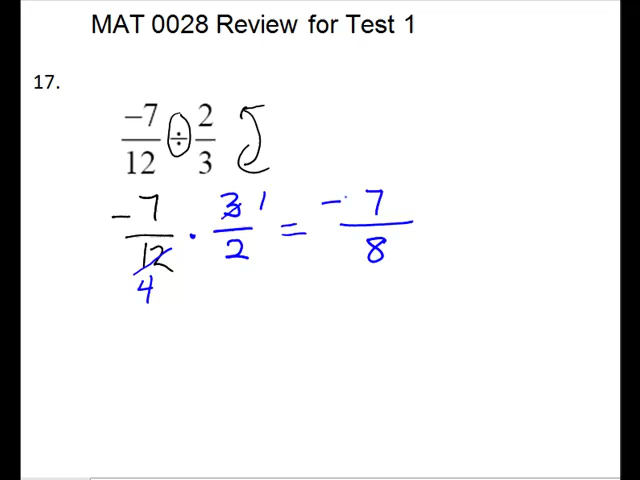 MAT 0028 Review for Test 1
17.
-7/12 ÷ 2/3
-7/12 · 3/2 = -7/8
4 1